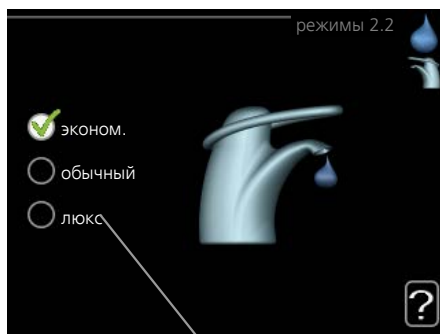 режимы 2.2
эконом.
обычный
люкс
?